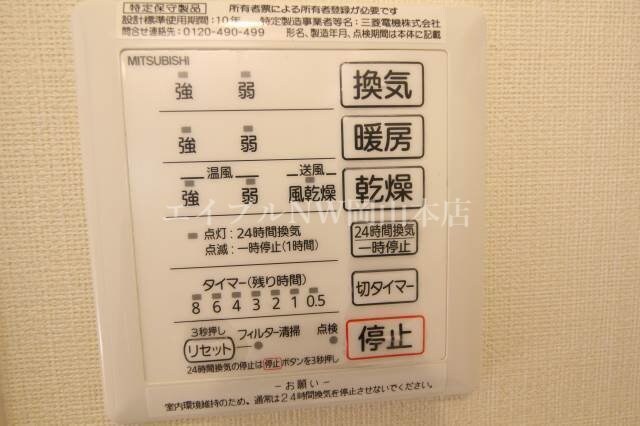 特定保守製品 所有者票による所有者登録が必要です
設計標準使用期間:10年 特定製造事業者等名:三菱電機株式会社
問合せ連絡先:0120-490-499 形名、製造年月、点検期間は本体に記載
MITSUBISHI
強 弱 換気
強 弱 暖房
温風 送風
強 弱 風乾燥 乾燥
エイブルNW岡山本店
点灯:24時間換気
点滅:一時停止(1時間)
24時間換気
一時停止
タイマー(残り時間)
8 6 4 3 2 1 0.5
切タイマー
3秒押し フィルター清掃 点検
リセット
停止
24時間換気の停止は停止ボタンを3秒押し
-お願い-
室内環境維持のため、通常は24時間換気を停止させないでください。